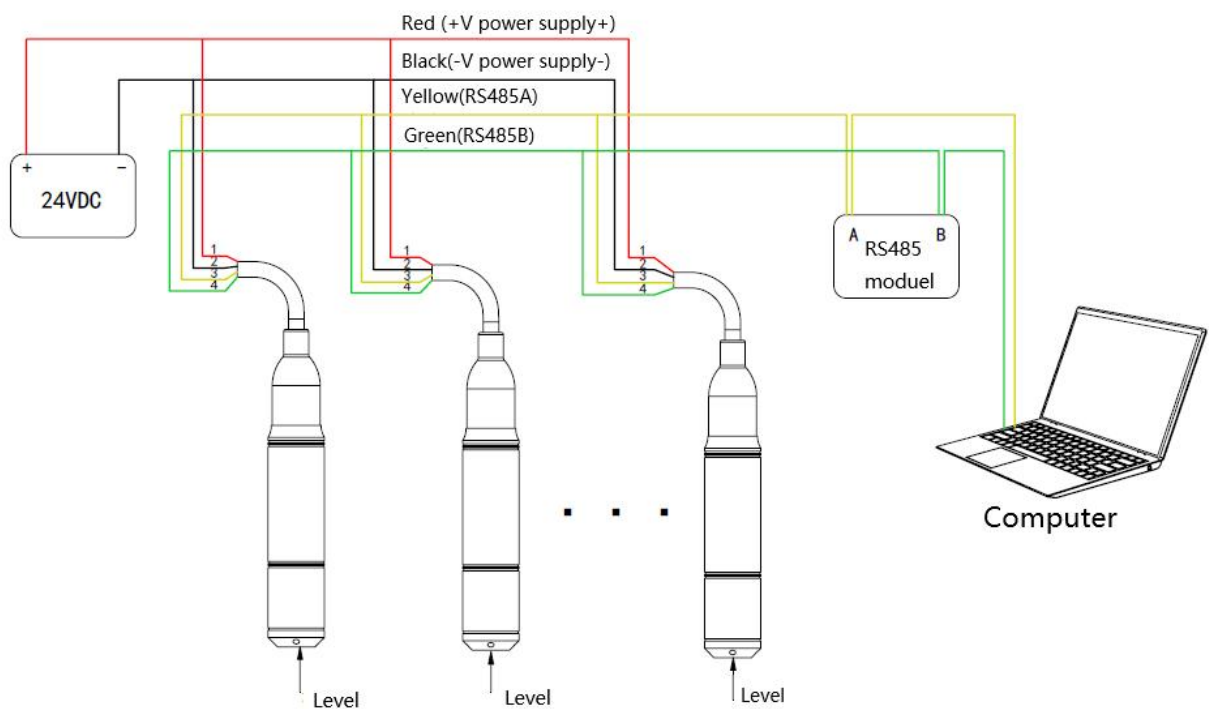 Red (+V power supply+)
Black(-V power supply-)
Yellow(RS485A)
Green(RS485B)
+ −
24VDC
1
2
3
4
1
2
3
4
1
2
3
4
A B
RS485
moduel
Computer
Level
Level
Level